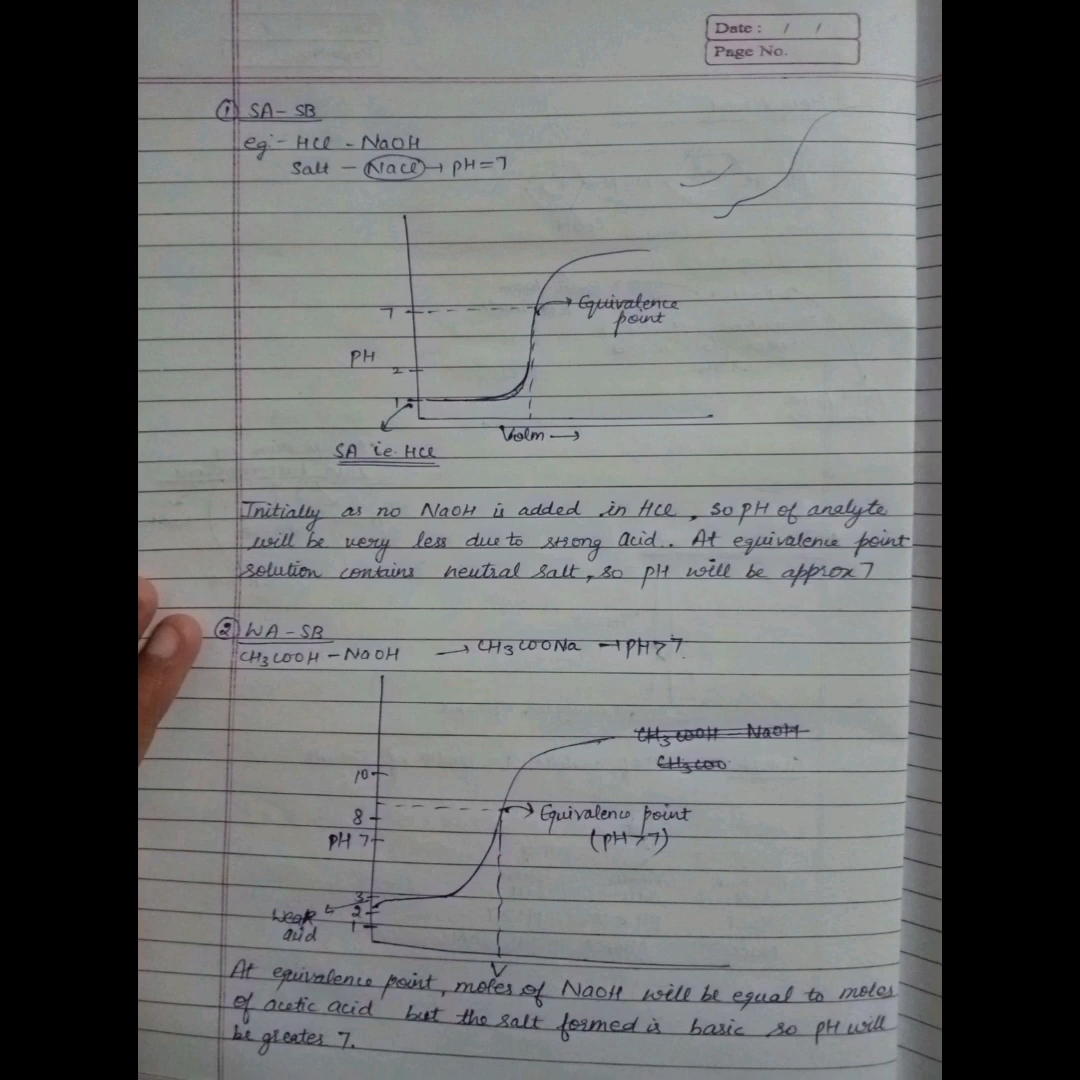 Date : / /
Page No.
① SA - SB
eg:- HCl - NaOH
Salt - NaCl → pH = 7
7
→ Equivalence
point
PH
2
1
Volm →
SA i.e. HCl
Initially as no NaOH is added in HCl, so pH of analyte
will be very less due to strong acid.. At equivalence point
solution contains neutral salt, so pH will be approx 7
② WA - SB
CH3COOH - NaOH → CH3COONa → PH>7
CH3COOH - NaOH
CH3COO
10
8
→ Equivalence point
(PH > 7)
PH 7
3
2
1
Weak
acid
V
At equivalence point, moles of NaOH will be equal to moles
of acetic acid but the salt formed is basic so pH will
be greates 7.